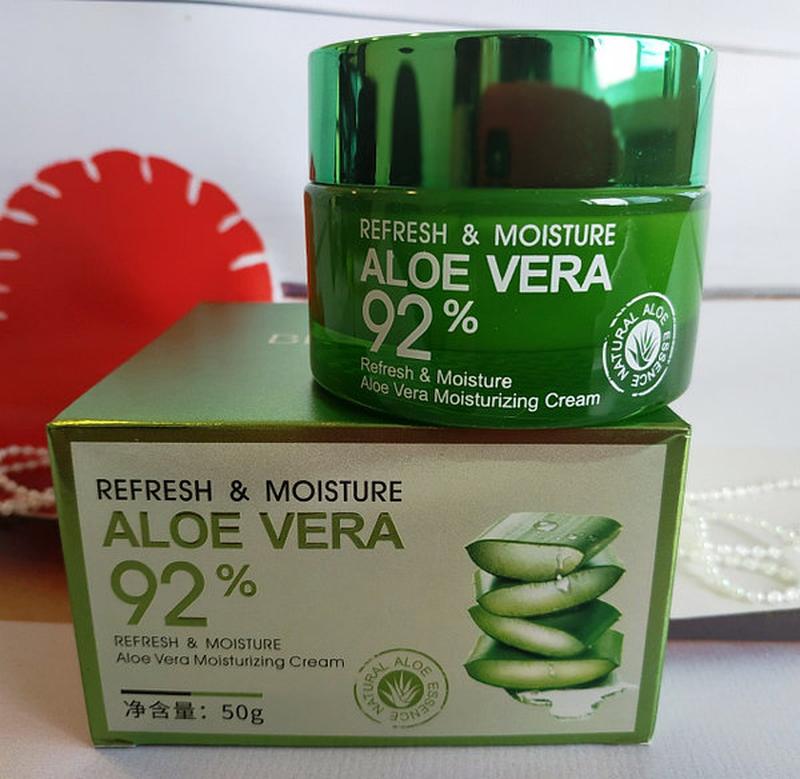 REFRESH & MOISTURE
ALOE VERA
92%
Refresh & Moisture
Aloe Vera Moisturizing Cream
NATURAL ALOE ESSENCE
REFRESH & MOISTURE
ALOE VERA
92%
REFRESH & MOISTURE
Aloe Vera Moisturizing Cream
NATURAL ALOE ESSENCE
净含量：50g